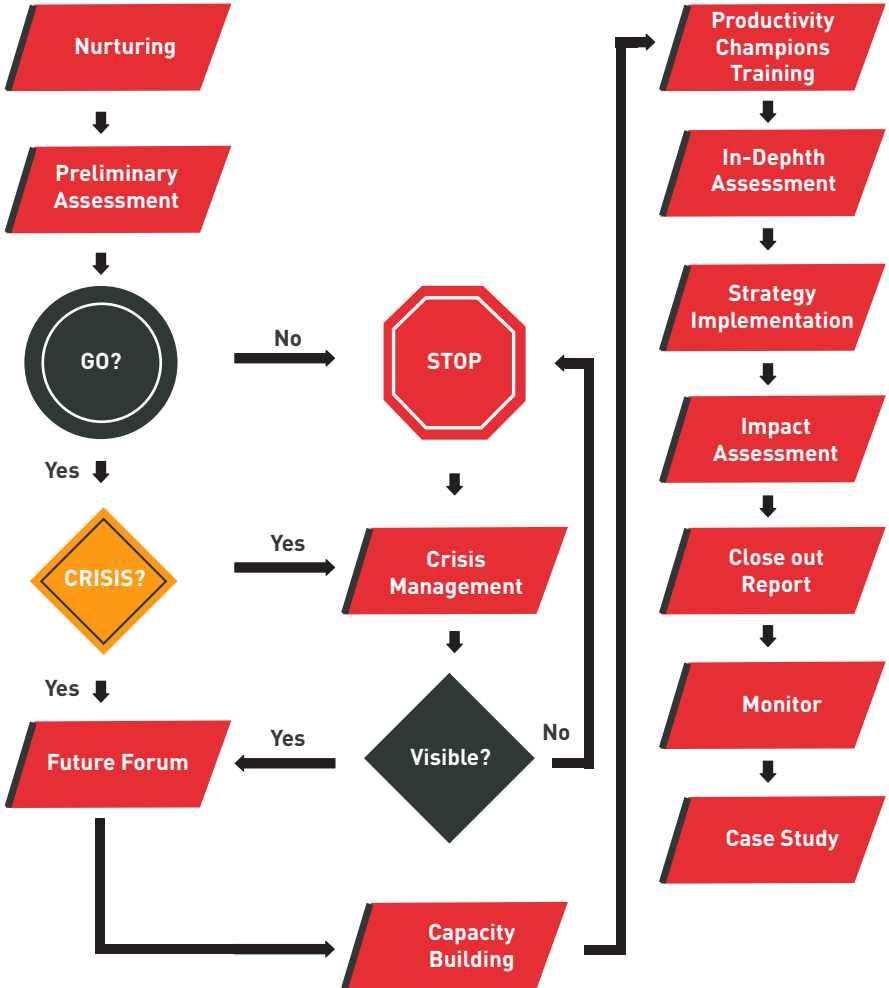 Nurturing
Preliminary
Assessment
GO?
No
STOP
Yes
CRISIS?
Yes
Crisis
Management
Yes
Future Forum
Yes
Visible?
No
Capacity
Building
Productivity
Champions
Training
In-Dephth
Assessment
Strategy
Implementation
Impact
Assessment
Close out
Report
Monitor
Case Study